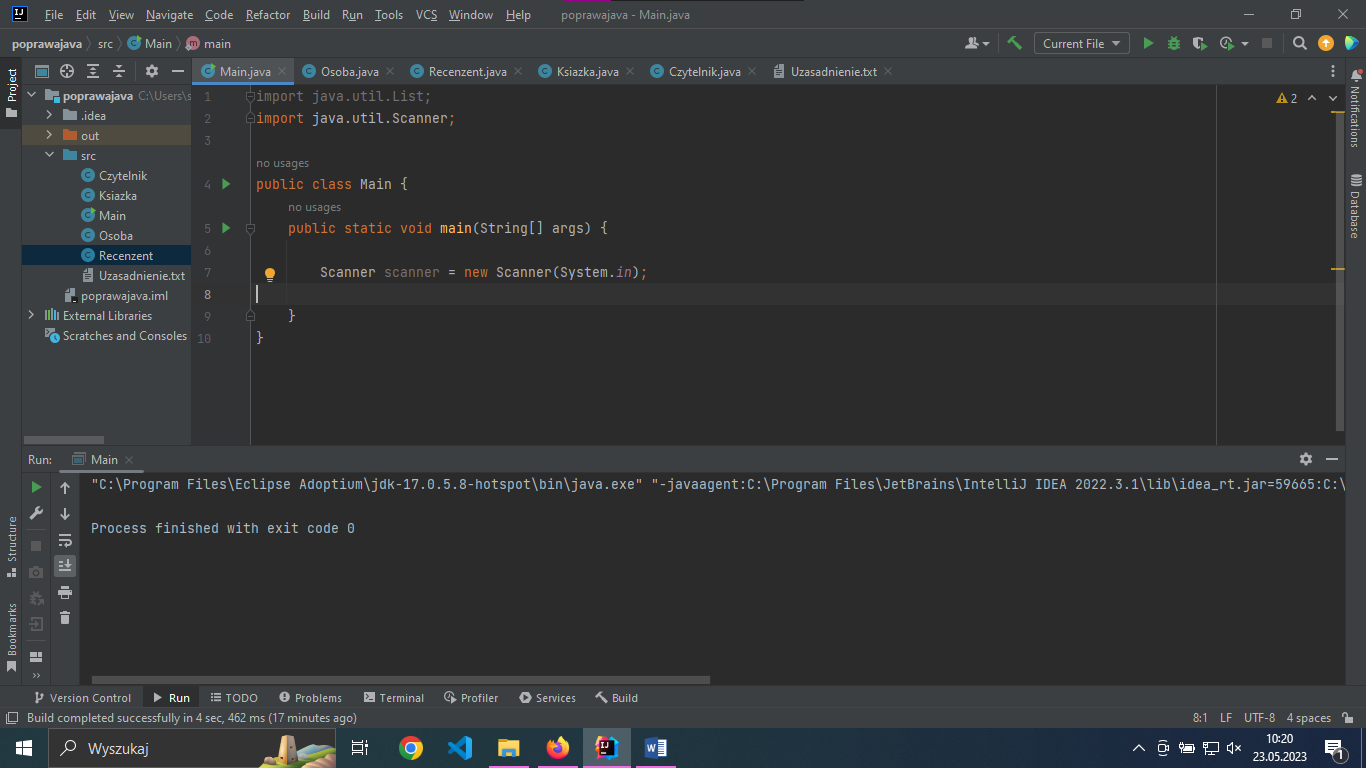 File Edit View Navigate Code Refactor Build Run Tools VCS Window Help poprawajava - Main.java
poprawajava src Main main Current File
Project
Main.java Osoba.java Recenzent.java Ksiazka.java Czytelnik.java Uzasadnienie.txt
poprawajava C:\Users\s
.idea
out
src
Czytelnik
Ksiazka
Main
Osoba
Recenzent
Uzasadnienie.txt
poprawajava.iml
External Libraries
Scratches and Consoles
1 import java.util.List;
2 import java.util.Scanner;
3
no usages
4 public class Main {
no usages
5 public static void main(String[] args) {
6
7 Scanner scanner = new Scanner(System.in);
8
9 }
10 }
2
Notifications
Database
Run: Main
"C:\Program Files\Eclipse Adoptium\jdk-17.0.5.8-hotspot\bin\java.exe" "-javaagent:C:\Program Files\JetBrains\IntelliJ IDEA 2022.3.1\lib\idea_rt.jar=59665:C:\
Process finished with exit code 0
Structure
Bookmarks
Version Control Run TODO Problems Terminal Profiler Services Build
Build completed successfully in 4 sec, 462 ms (17 minutes ago) 8:1 LF UTF-8 4 spaces
Wyszukaj
10:20
23.05.2023
1